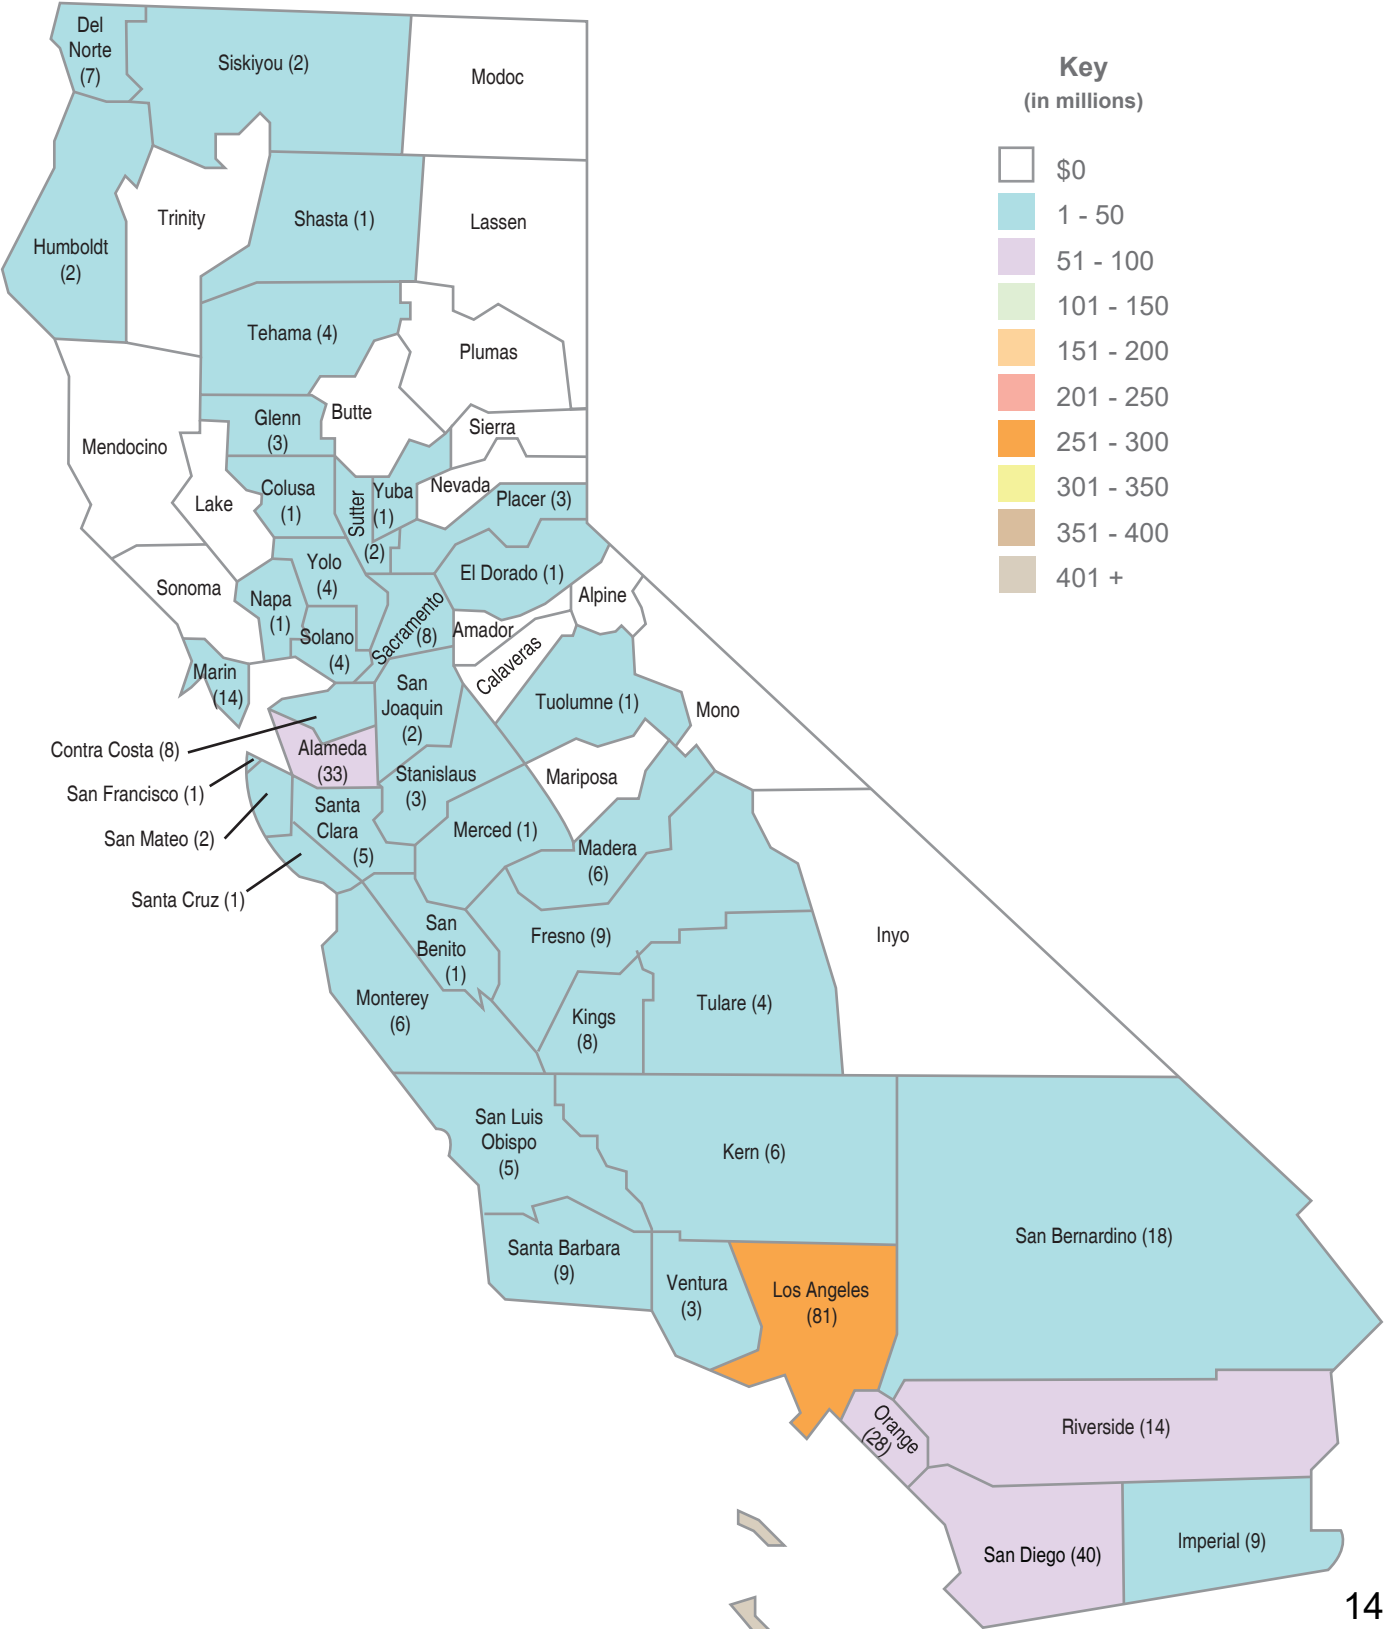 Del
Norte
(7)
Siskiyou (2)
Modoc
Key
(in millions)
$0
1 - 50
51 - 100
101 - 150
151 - 200
201 - 250
251 - 300
301 - 350
351 - 400
401 +
Humboldt
(2)
Trinity
Shasta (1)
Lassen
Tehama (4)
Plumas
Mendocino
Glenn
(3)
Butte
Sierra
Lake
Colusa
(1)
Sutter
(2)
Yuba
(1)
Nevada
Placer (3)
Sonoma
Napa
(1)
Yolo
(4)
Solano
(4)
Sacramento
(8)
El Dorado (1)
Amador
Alpine
Calaveras
Marin
(14)
San
Joaquin
(2)
Tuolumne (1)
Mono
Contra Costa (8)
Alameda
(33)
San Francisco (1)
San Mateo (2)
Santa Cruz (1)
Santa
Clara
(5)
Stanislaus
(3)
Merced (1)
Mariposa
Madera
(6)
San
Benito
(1)
Fresno (9)
Inyo
Monterey
(6)
Kings
(8)
Tulare (4)
San Luis
Obispo
(5)
Kern (6)
San Bernardino (18)
Santa Barbara
(9)
Ventura
(3)
Los Angeles
(81)
Orange
(28)
Riverside (14)
San Diego (40)
Imperial (9)
14